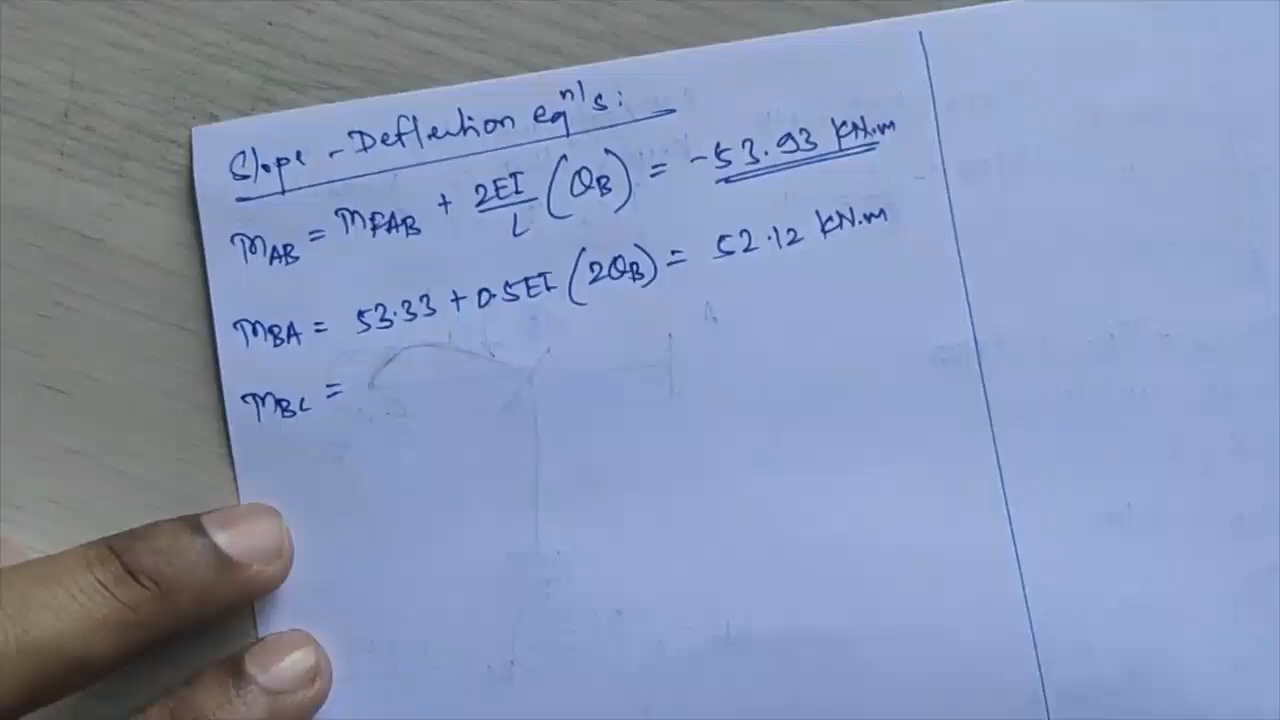 Slope - Deflection eqⁿ's:
mAB = mFAB + 2EI/L (θB) = -53.93 KN.m
mBA = 53.33 + 0.5EI (2θB) = 52.12 KN.m
mBC =